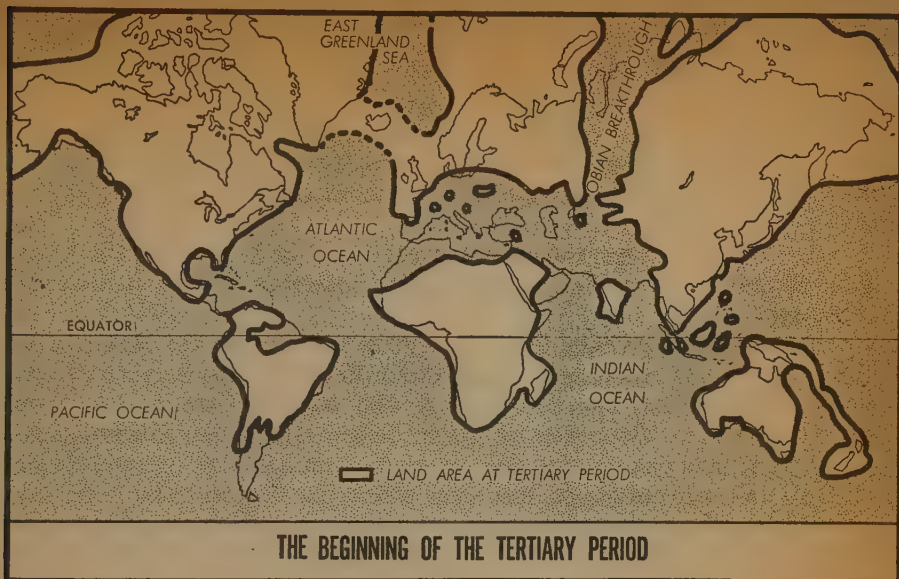 EAST
GREENLAND
SEA
OBIAN BREAKTHROUGH
ATLANTIC
OCEAN
EQUATOR
INDIAN
OCEAN
PACIFIC OCEAN
LAND AREA AT TERTIARY PERIOD
THE BEGINNING OF THE TERTIARY PERIOD